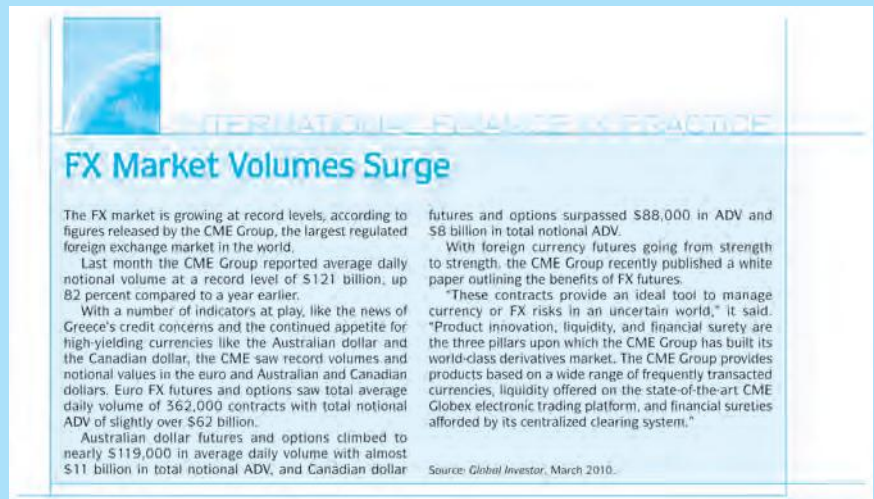 INTERNATIONAL FINANCE IN PRACTICE
FX Market Volumes Surge
The FX market is growing at record levels, according to
figures released by the CME Group, the largest regulated
foreign exchange market in the world.
Last month the CME Group reported average daily
notional volume at a record level of $121 billion, up
82 percent compared to a year earlier.
With a number of indicators at play, like the news of
Greece's credit concerns and the continued appetite for
high-yielding currencies like the Australian dollar and
the Canadian dollar, the CME saw record volumes and
notional values in the euro and Australian and Canadian
dollars. Euro FX futures and options saw total average
daily volume of 362,000 contracts with total notional
ADV of slightly over $62 billion.
Australian dollar futures and options climbed to
nearly $119,000 in average daily volume with almost
$11 billion in total notional ADV, and Canadian dollar
futures and options surpassed $88,000 in ADV and
$8 billion in total notional ADV.
With foreign currency futures going from strength
to strength, the CME Group recently published a white
paper outlining the benefits of FX futures.
"These contracts provide an ideal tool to manage
currency or FX risks in an uncertain world," it said.
"Product innovation, liquidity, and financial surety are
the three pillars upon which the CME Group has built its
world-class derivatives market. The CME Group provides
products based on a wide range of frequently transacted
currencies, liquidity offered on the state-of-the-art CME
Globex electronic trading platform, and financial sureties
afforded by its centralized clearing system."
Source: Global Investor, March 2010.